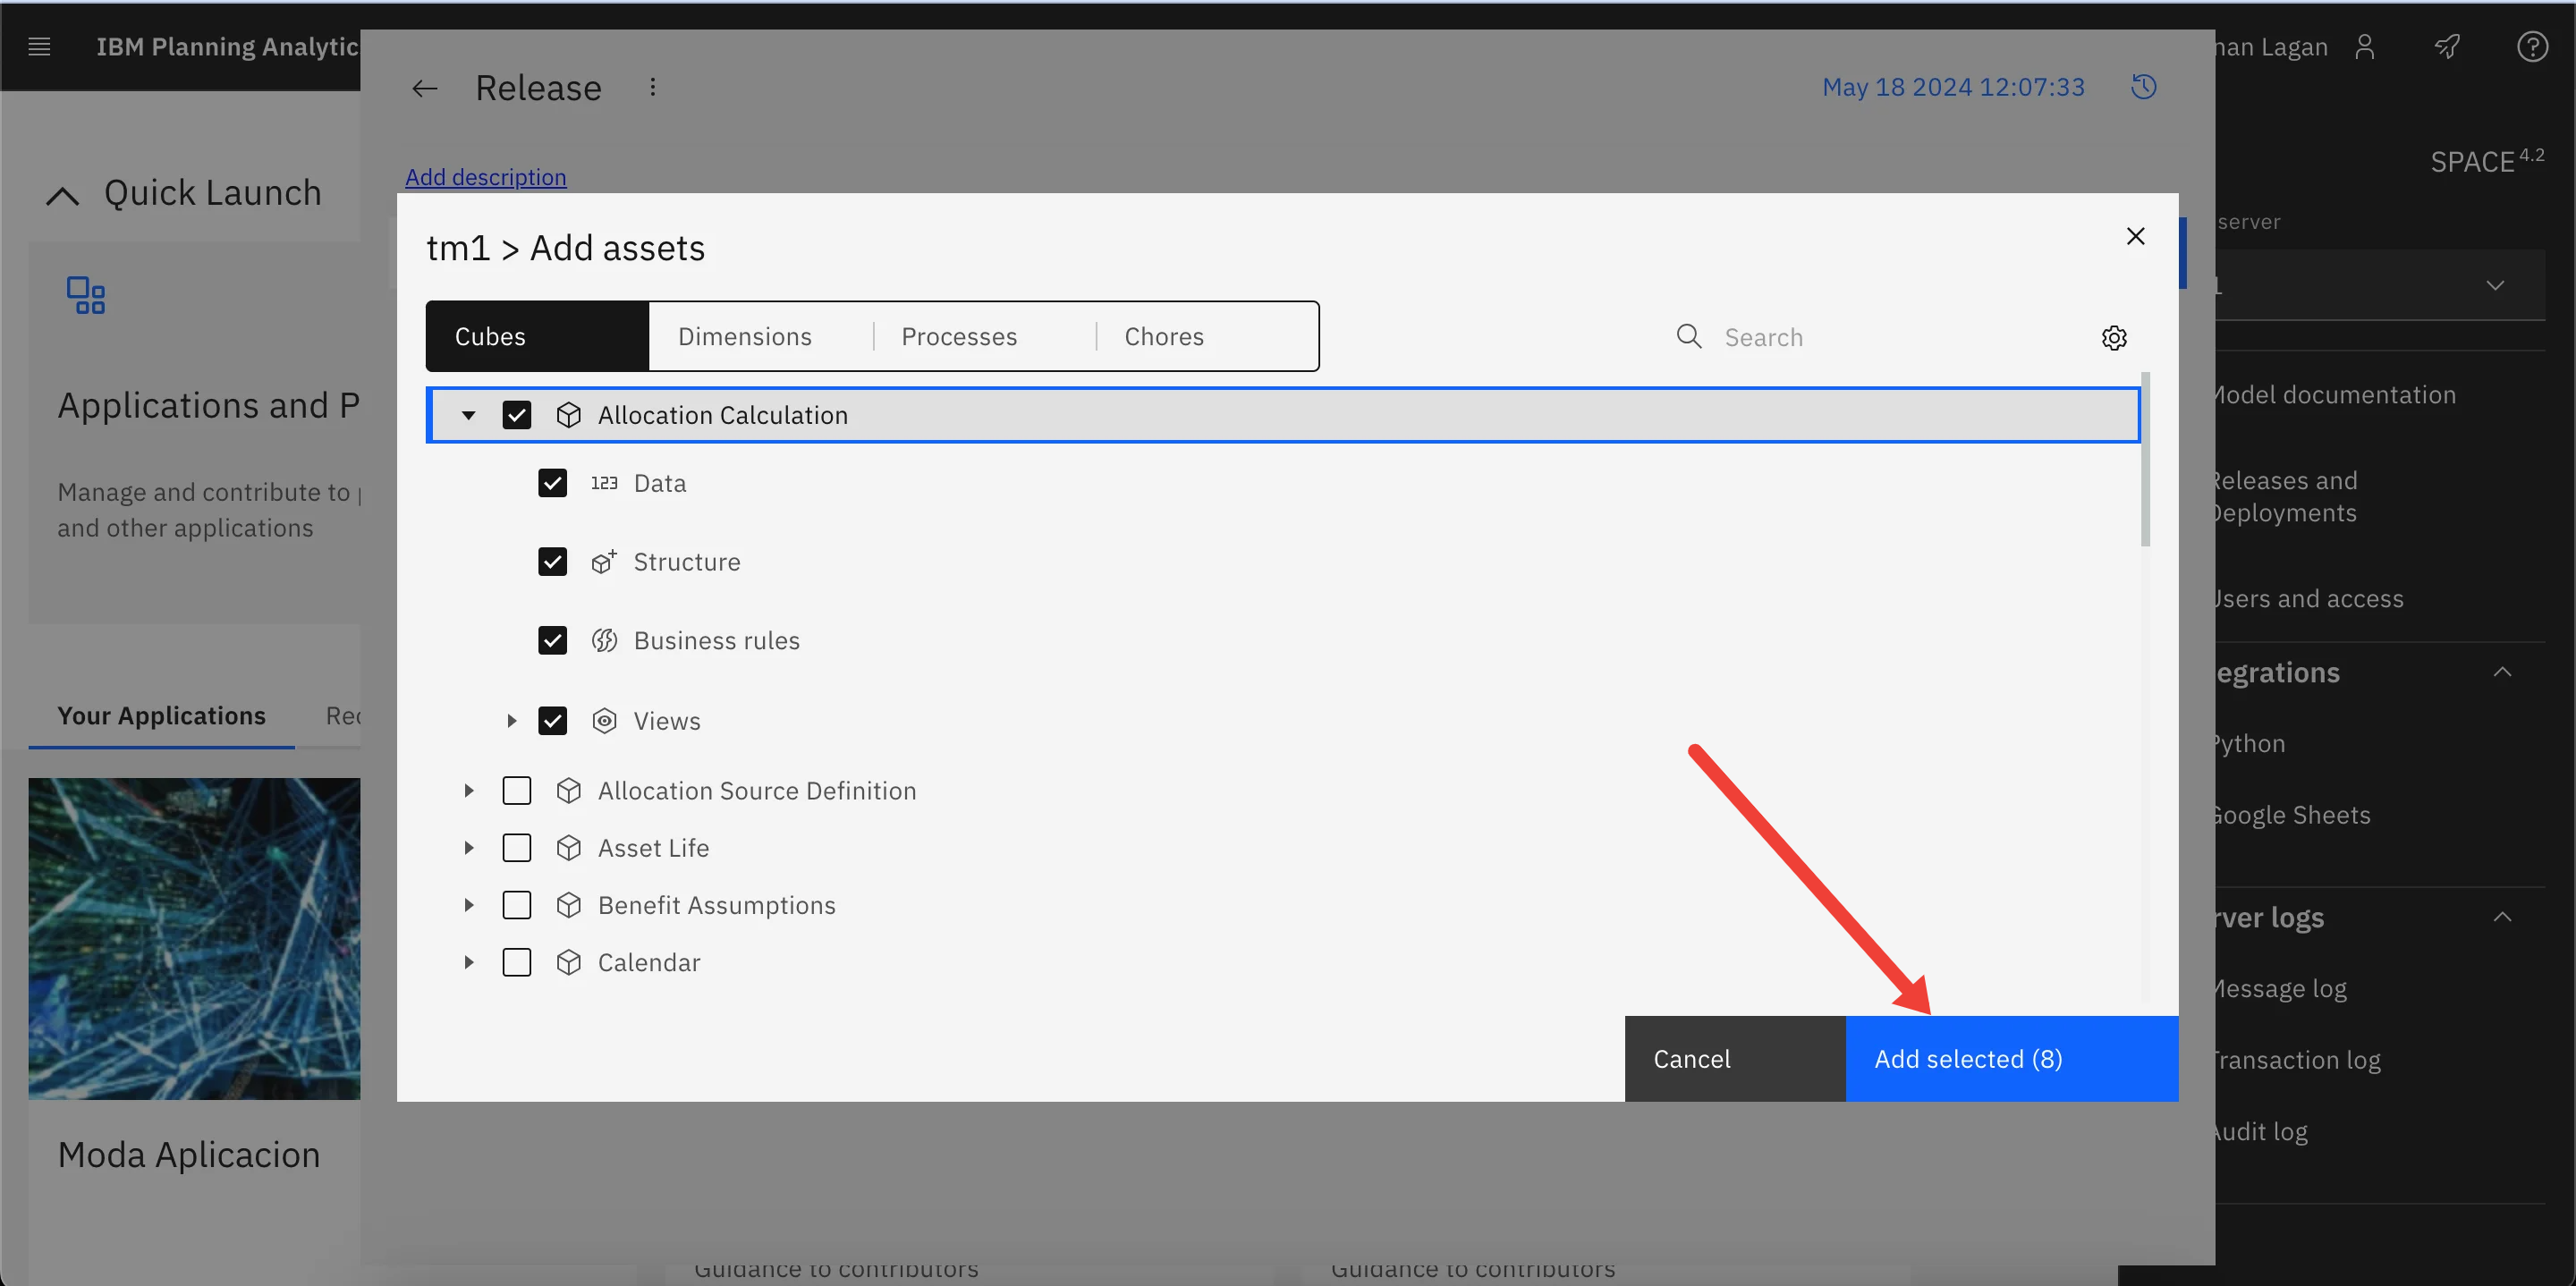 IBM Planning Analytic
Lagan
Release
May 18 2024 12:07:33
Add description
SPACE 4.2
server
Quick Launch
tm1 > Add assets
Cubes
Dimensions
Processes
Chores
Search
Applications and P
Manage and contribute to
and other applications
Allocation Calculation
123 Data
Structure
Business rules
Views
Allocation Source Definition
Asset Life
Benefit Assumptions
Calendar
Cancel
Add selected (8)
Your Applications
Rec
Moda Aplicacion
Model documentation
Releases and
Deployments
Users and access
egrations
Python
Google Sheets
rver logs
Message log
Transaction log
Audit log
Guidance to contributors
Guidance to contributors